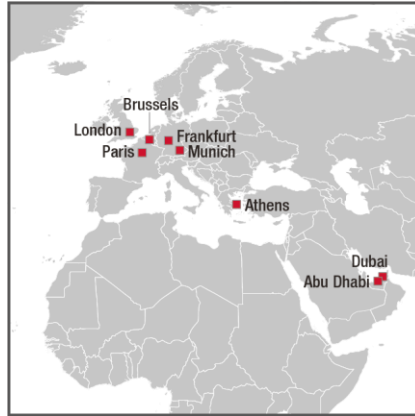 Brussels
London
Frankfurt
Paris
Munich
Athens
Dubai
Abu Dhabi